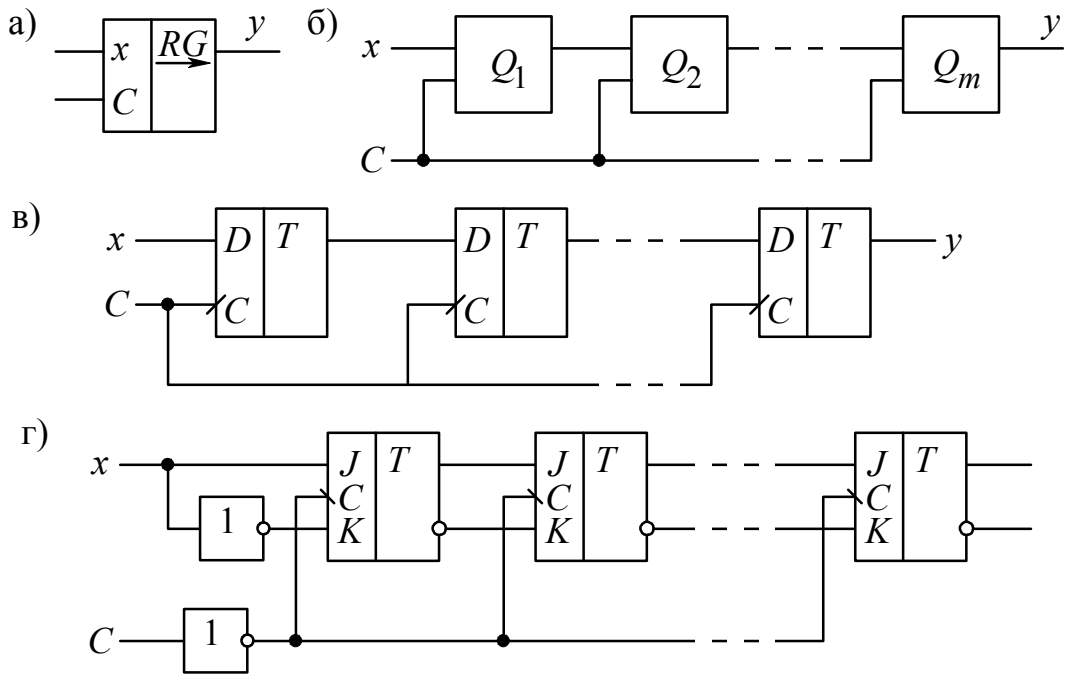 а)
x RG y
C
б)
x Q1 Q2 Qm y
C
в)
x D T D T D T y
C C C C
г)
x J T J T J T
C C C
1 K K K
C 1